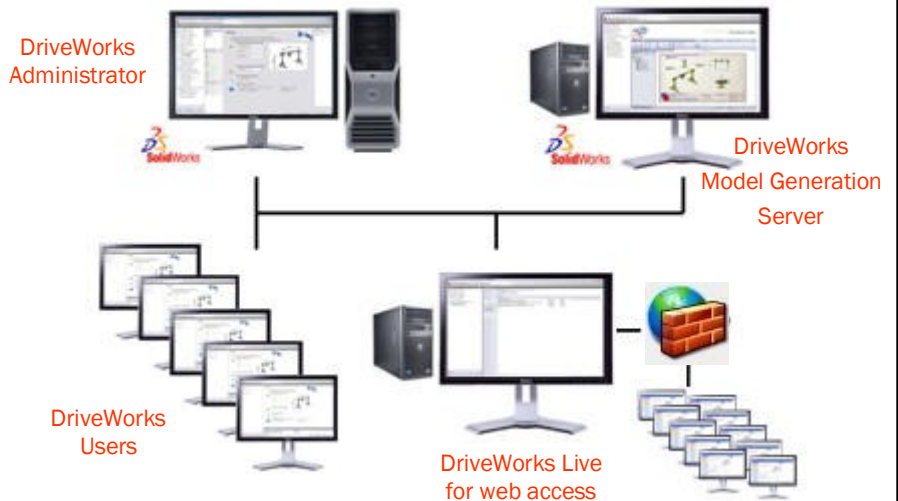 DriveWorks
Administrator
SolidWorks
SolidWorks
DriveWorks
Model Generation
Server
DriveWorks
Users
DriveWorks Live
for web access